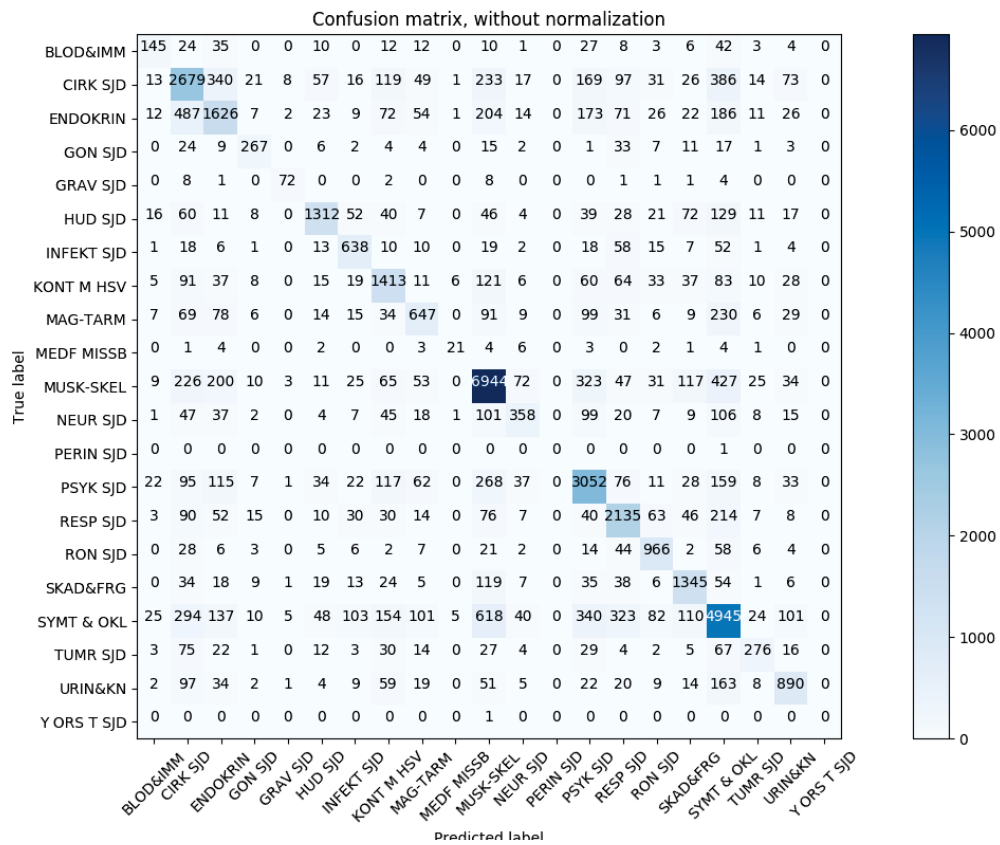 Confusion matrix, without normalization
BLOD&IMM 145 24 35 0 0 10 0 12 12 0 10 1 0 27 8 3 6 42 3 4 0
CIRK SJD 13 2679 340 21 8 57 16 119 49 1 233 17 0 169 97 31 26 386 14 73 0
ENDOKRIN 12 487 1626 7 2 23 9 72 54 1 204 14 0 173 71 26 22 186 11 26 0
GON SJD 0 24 9 267 0 6 2 4 4 0 15 2 0 1 33 7 11 17 1 3 0
GRAV SJD 0 8 1 0 72 0 0 2 0 0 8 0 0 0 1 1 1 4 0 0 0
HUD SJD 16 60 11 8 0 1312 52 40 7 0 46 4 0 39 28 21 72 129 11 17 0
INFEKT SJD 1 18 6 1 0 13 638 10 10 0 19 2 0 18 58 15 7 52 1 4 0
KONT M HSV 5 91 37 8 0 15 19 1413 11 6 121 6 0 60 64 33 37 83 10 28 0
MAG-TARM 7 69 78 6 0 14 15 34 647 0 91 9 0 99 31 6 9 230 6 29 0
MEDF MISSB 0 1 4 0 0 2 0 0 3 21 4 6 0 3 0 2 1 4 1 0 0
MUSK-SKEL 9 226 200 10 3 11 25 65 53 0 6944 72 0 323 47 31 117 427 25 34 0
NEUR SJD 1 47 37 2 0 4 7 45 18 1 101 358 0 99 20 7 9 106 8 15 0
PERIN SJD 0 0 0 0 0 0 0 0 0 0 0 0 0 0 0 0 0 1 0 0 0
PSYK SJD 22 95 115 7 1 34 22 117 62 0 268 37 0 3052 76 11 28 159 8 33 0
RESP SJD 3 90 52 15 0 10 30 30 14 0 76 7 0 40 2135 63 46 214 7 8 0
RON SJD 0 28 6 3 0 5 6 2 7 0 21 2 0 14 44 966 2 58 6 4 0
SKAD&FRG 0 34 18 9 1 19 13 24 5 0 119 7 0 35 38 6 1345 54 1 6 0
SYMT & OKL 25 294 137 10 5 48 103 154 101 5 618 40 0 340 323 82 110 4945 24 101 0
TUMR SJD 3 75 22 1 0 12 3 30 14 0 27 4 0 29 4 2 5 67 276 16 0
URIN&KN 2 97 34 2 1 4 9 59 19 0 51 5 0 22 20 9 14 163 8 890 0
Y ORS T SJD 0 0 0 0 0 0 0 0 0 0 1 0 0 0 0 0 0 0 0 0 0
True label
BLOD&IMM CIRK SJD ENDOKRIN GON SJD GRAV SJD HUD SJD INFEKT SJD KONT M HSV MAG-TARM MEDF MISSB MUSK-SKEL NEUR SJD PERIN SJD PSYK SJD RESP SJD RON SJD SKAD&FRG SYMT & OKL TUMR SJD URIN&KN Y ORS T SJD
Predicted label
6000
5000
4000
3000
2000
1000
0